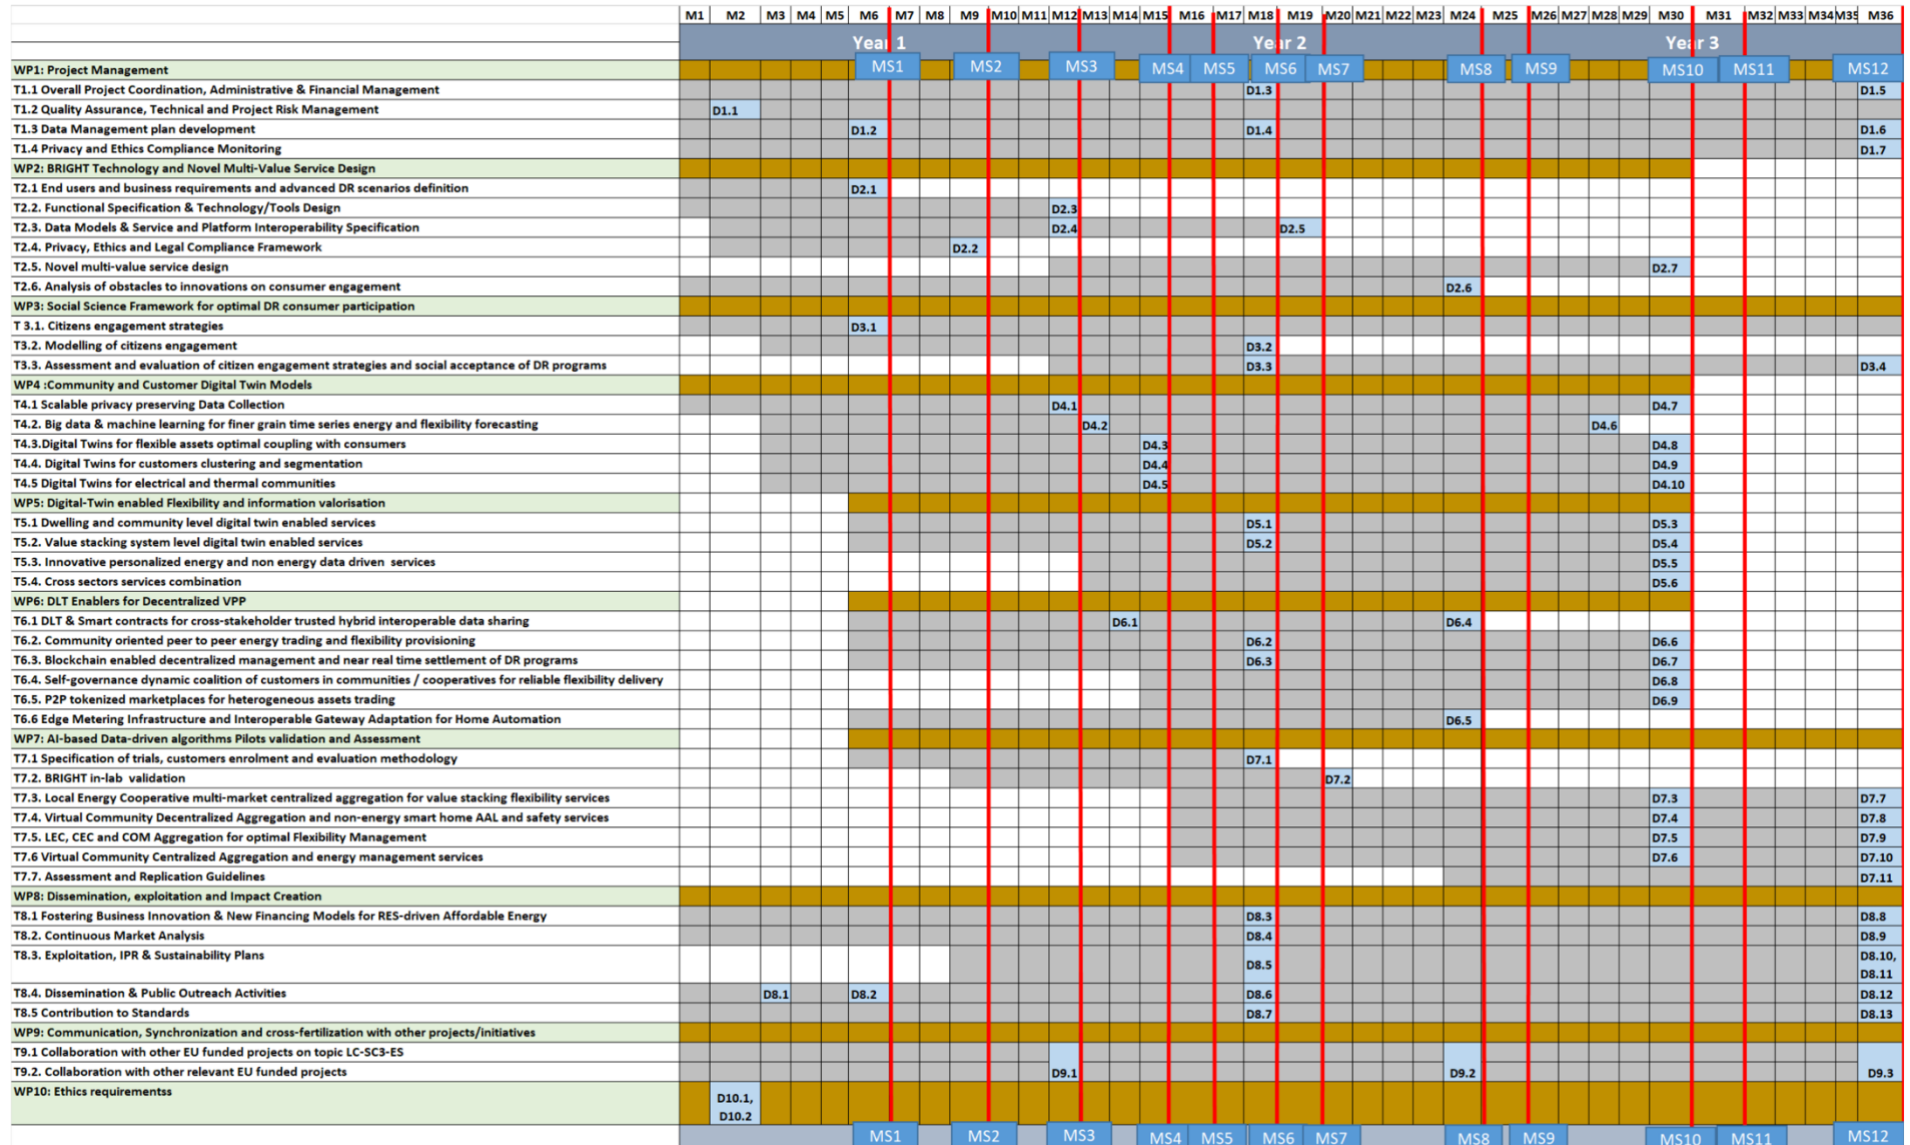 M1 M2 M3 M4 M5 M6 M7 M8 M9 M10 M11 M12 M13 M14 M15 M16 M17 M18 M19 M20 M21 M22 M23 M24 M25 M26 M27 M28 M29 M30 M31 M32 M33 M34 M35 M36
Year 1 Year 2 Year 3
WP1: Project Management MS1 MS2 MS3 MS4 MS5 MS6 MS7 MS8 MS9 MS10 MS11 MS12
T1.1 Overall Project Coordination, Administrative & Financial Management D1.3 D1.5
T1.2 Quality Assurance, Technical and Project Risk Management D1.1
T1.3 Data Management plan development D1.2 D1.4 D1.6
T1.4 Privacy and Ethics Compliance Monitoring D1.7
WP2: BRIGHT Technology and Novel Multi-Value Service Design
T2.1 End users and business requirements and advanced DR scenarios definition D2.1
T2.2. Functional Specification & Technology/Tools Design D2.3
T2.3. Data Models & Service and Platform Interoperability Specification D2.4 D2.5
T2.4. Privacy, Ethics and Legal Compliance Framework D2.2
T2.5. Novel multi-value service design D2.7
T2.6. Analysis of obstacles to innovations on consumer engagement D2.6
WP3: Social Science Framework for optimal DR consumer participation
T 3.1. Citizens engagement strategies D3.1
T3.2. Modelling of citizens engagement D3.2
T3.3. Assessment and evaluation of citizen engagement strategies and social acceptance of DR programs D3.3 D3.4
WP4 :Community and Customer Digital Twin Models
T4.1 Scalable privacy preserving Data Collection D4.1 D4.7
T4.2. Big data & machine learning for finer grain time series energy and flexibility forecasting D4.2 D4.6
T4.3.Digital Twins for flexible assets optimal coupling with consumers D4.3 D4.8
T4.4. Digital Twins for customers clustering and segmentation D4.4 D4.9
T4.5 Digital Twins for electrical and thermal communities D4.5 D4.10
WP5: Digital-Twin enabled Flexibility and information valorisation
T5.1 Dwelling and community level digital twin enabled services D5.1 D5.3
T5.2. Value stacking system level digital twin enabled services D5.2 D5.4
T5.3. Innovative personalized energy and non energy data driven services D5.5
T5.4. Cross sectors services combination D5.6
WP6: DLT Enablers for Decentralized VPP
T6.1 DLT & Smart contracts for cross-stakeholder trusted hybrid interoperable data sharing D6.1 D6.4
T6.2. Community oriented peer to peer energy trading and flexibility provisioning D6.2 D6.6
T6.3. Blockchain enabled decentralized management and near real time settlement of DR programs D6.3 D6.7
T6.4. Self-governance dynamic coalition of customers in communities / cooperatives for reliable flexibility delivery D6.8
T6.5. P2P tokenized marketplaces for heterogeneous assets trading D6.9
T6.6 Edge Metering Infrastructure and Interoperable Gateway Adaptation for Home Automation D6.5
WP7: AI-based Data-driven algorithms Pilots validation and Assessment
T7.1 Specification of trials, customers enrolment and evaluation methodology D7.1
T7.2. BRIGHT in-lab validation D7.2
T7.3. Local Energy Cooperative multi-market centralized aggregation for value stacking flexibility services D7.3 D7.7
T7.4. Virtual Community Decentralized Aggregation and non-energy smart home AAL and safety services D7.4 D7.8
T7.5. LEC, CEC and COM Aggregation for optimal Flexibility Management D7.5 D7.9
T7.6 Virtual Community Centralized Aggregation and energy management services D7.6 D7.10
T7.7. Assessment and Replication Guidelines D7.11
WP8: Dissemination, exploitation and Impact Creation
T8.1 Fostering Business Innovation & New Financing Models for RES-driven Affordable Energy D8.3 D8.8
T8.2. Continuous Market Analysis D8.4 D8.9
T8.3. Exploitation, IPR & Sustainability Plans D8.5 D8.10,
D8.11
T8.4. Dissemination & Public Outreach Activities D8.1 D8.2 D8.6 D8.12
T8.5 Contribution to Standards D8.7 D8.13
WP9: Communication, Synchronization and cross-fertilization with other projects/initiatives
T9.1 Collaboration with other EU funded projects on topic LC-SC3-ES
T9.2. Collaboration with other relevant EU funded projects D9.1 D9.2 D9.3
WP10: Ethics requirementss D10.1,
D10.2
MS1 MS2 MS3 MS4 MS5 MS6 MS7 MS8 MS9 MS10 MS11 MS12